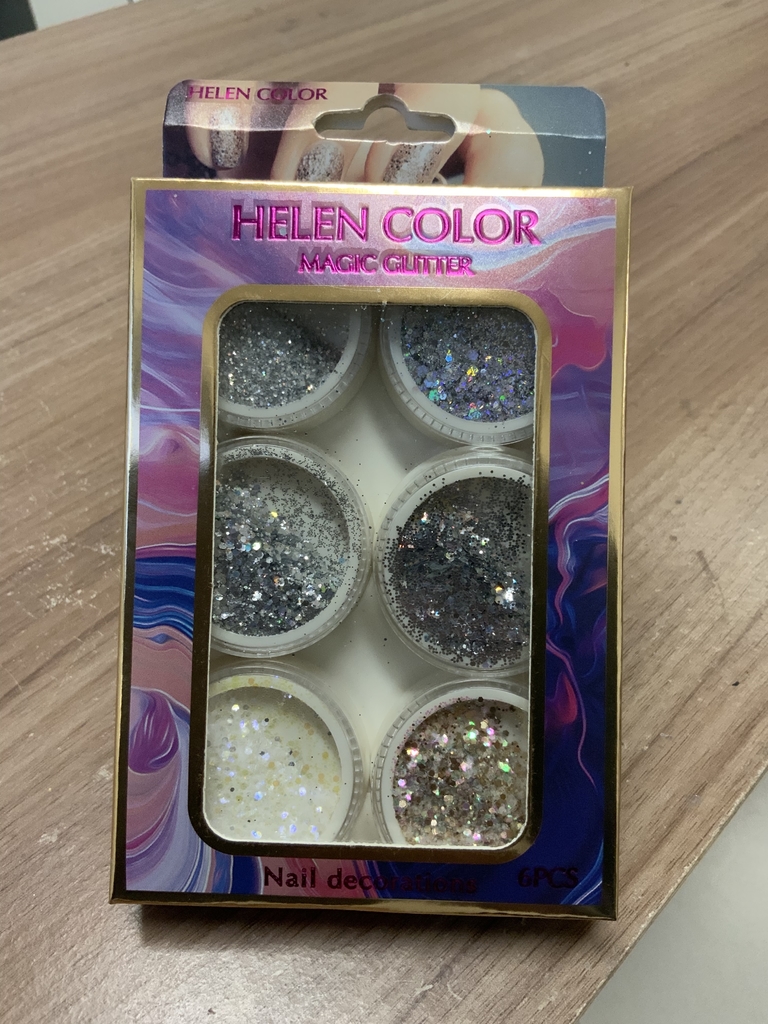 HELEN COLOR
HELEN COLOR
MAGIC GLITTER
Nail decorations
6PCS